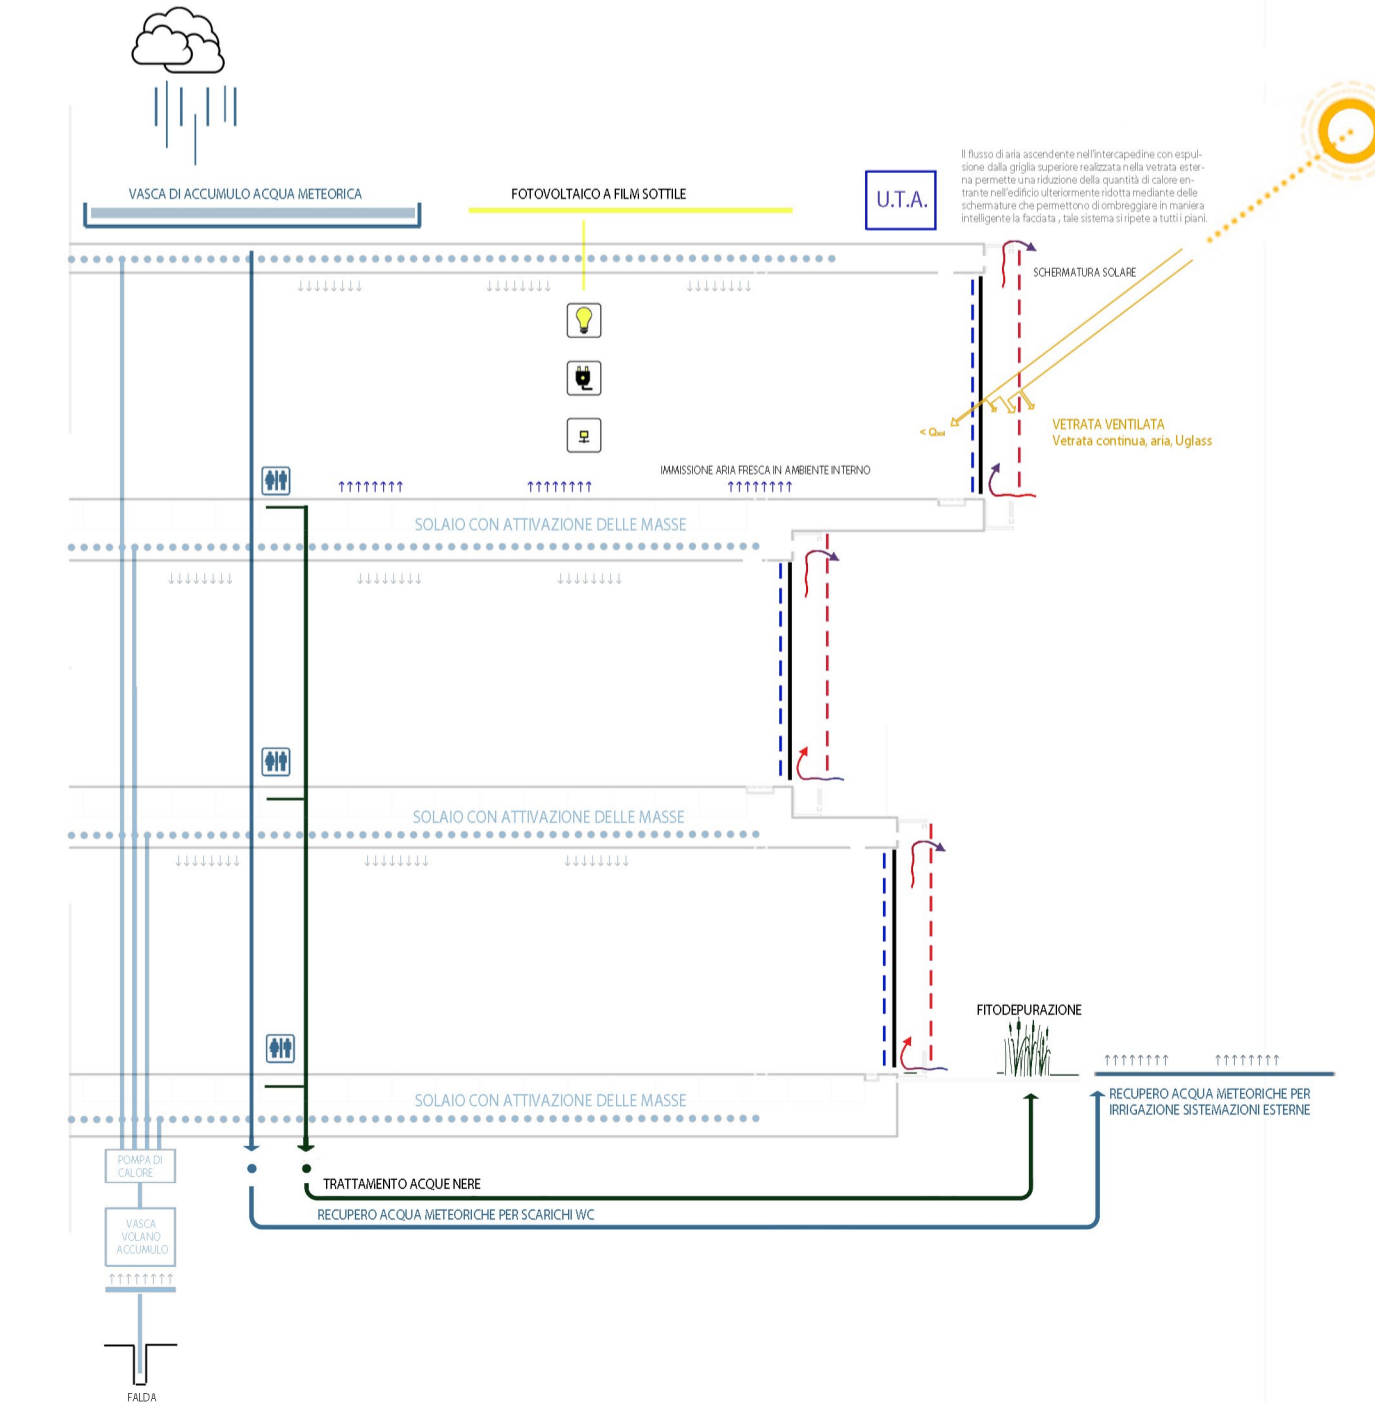 VASCA DI ACCUMULO ACQUA METEORICA
FOTOVOLTAICO A FILM SOTTILE
U.T.A.
Il flusso di aria ascendente nell'intercapedine con espul-
sione dalla griglia superiore realizzata nella vetrata ester-
na permette una riduzione della quantità di calore en-
trante nell'edificio ulteriormente ridotta mediante delle
schermature che permettono di ombreggiare in maniera
intelligente la facciata , tale sistema si ripete a tutti i piani.
SCHERMATURA SOLARE
VETRATA VENTILATA
Vetrata continua, aria, Uglass
< Q
IMMISSIONE ARIA FRESCA IN AMBIENTE INTERNO
SOLAIO CON ATTIVAZIONE DELLE MASSE
SOLAIO CON ATTIVAZIONE DELLE MASSE
FITODEPURAZIONE
SOLAIO CON ATTIVAZIONE DELLE MASSE
RECUPERO ACQUA METEORICHE PER
IRRIGAZIONE SISTEMAZIONI ESTERNE
POMPA DI
CALORE
TRATTAMENTO ACQUE NERE
RECUPERO ACQUA METEORICHE PER SCARICHI WC
VASCA
VOLANO
ACCUMULO
FALDA